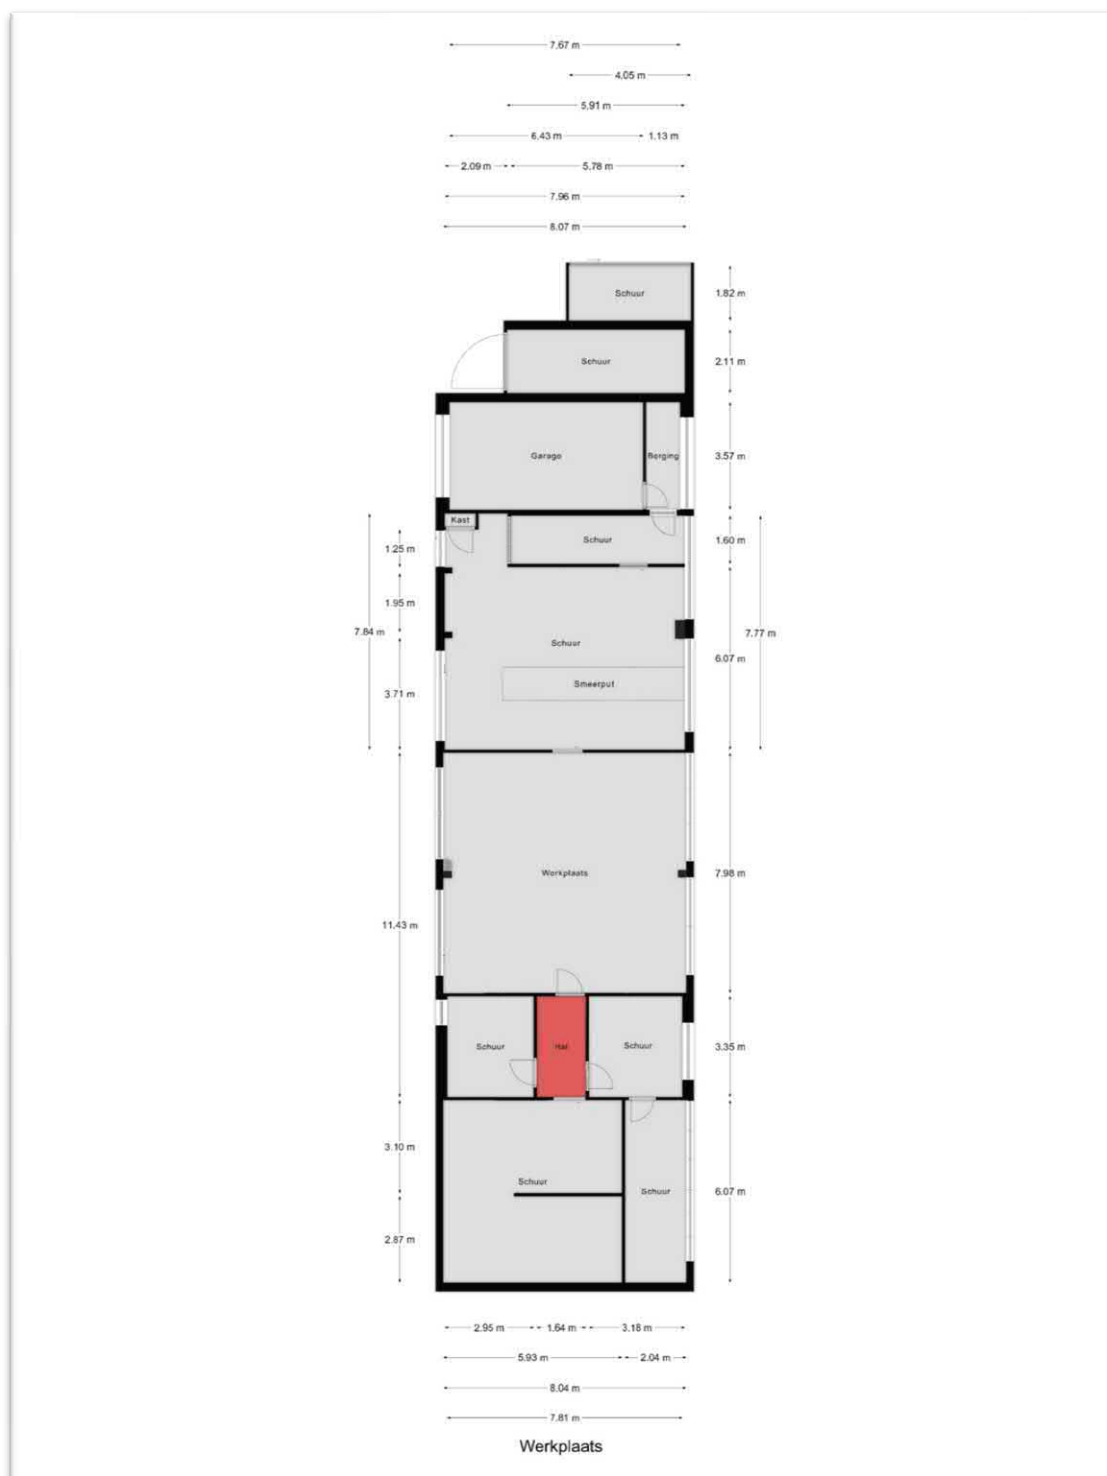 7.67 m
4.05 m
5.91 m
6.43 m 1.13 m
2.09 m 5.78 m
7.96 m
8.07 m
Schuur 1.82 m
Schuur 2.11 m
Garage Berging 3.57 m
Kast
Schuur 1.60 m
1.25 m
1.95 m
7.84 m 7.77 m
Schuur
6.07 m
Smeerput
3.71 m
Werkplaats 7.98 m
11.43 m
Schuur Hal Schuur 3.35 m
3.10 m
Schuur
Schuur 6.07 m
2.87 m
2.95 m 1.64 m 3.18 m
5.93 m 2.04 m
8.04 m
7.81 m
Werkplaats